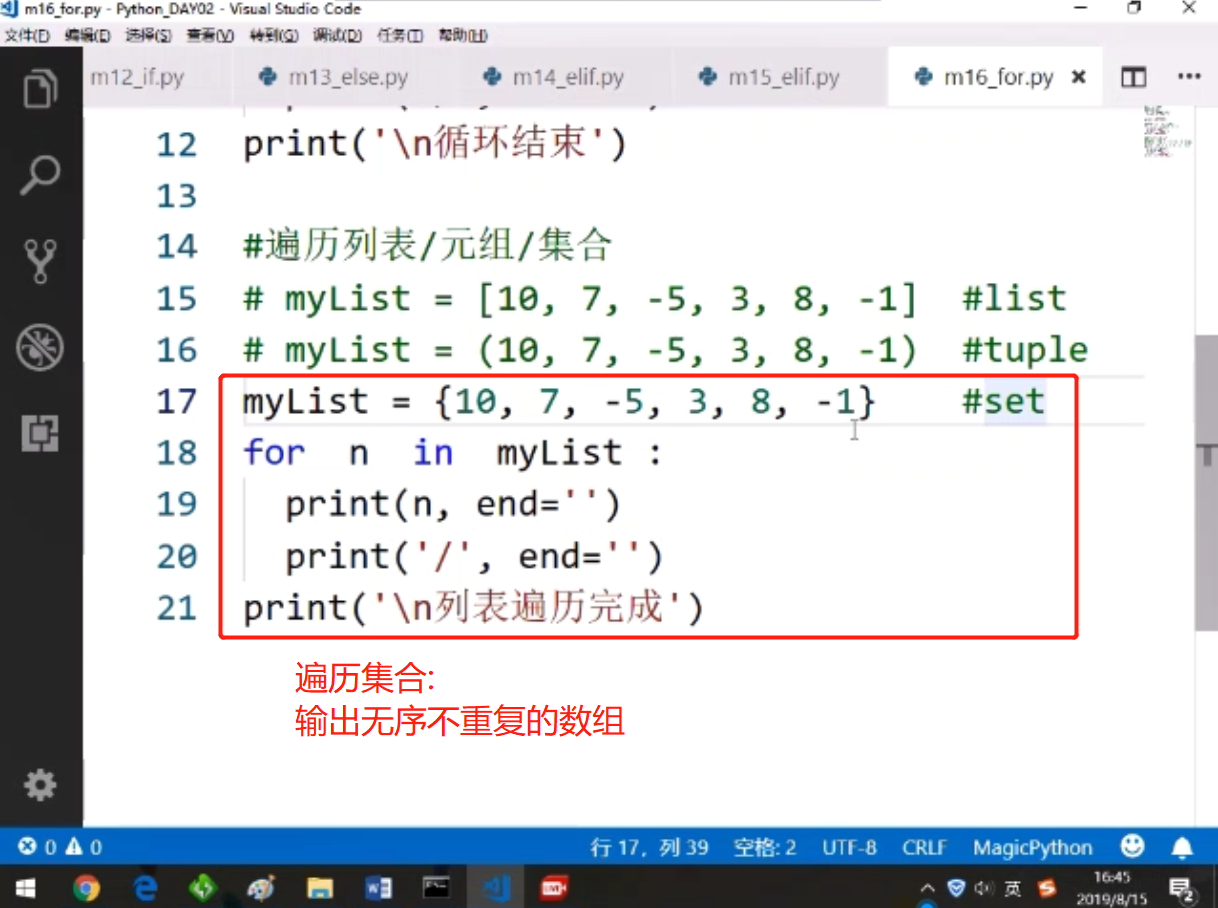 m16_for.py - Python_DAY02 - Visual Studio Code
文件(F) 编辑(E) 选择(S) 查看(V) 转到(G) 调试(D) 任务(T) 帮助(H)
m12_if.py m13_else.py m14_elif.py m15_elif.py m16_for.py
12 print('\n循环结束')
13
14 #遍历列表/元组/集合
15 # myList = [10, 7, -5, 3, 8, -1] #list
16 # myList = (10, 7, -5, 3, 8, -1) #tuple
17 myList = {10, 7, -5, 3, 8, -1} #set
18 for n in myList :
19 print(n, end='')
20 print('/', end='')
21 print('\n列表遍历完成')
遍历集合:
输出无序不重复的数组
0 0 行 17, 列 39 空格: 2 UTF-8 CRLF MagicPython
英 16:45
2019/8/15 2